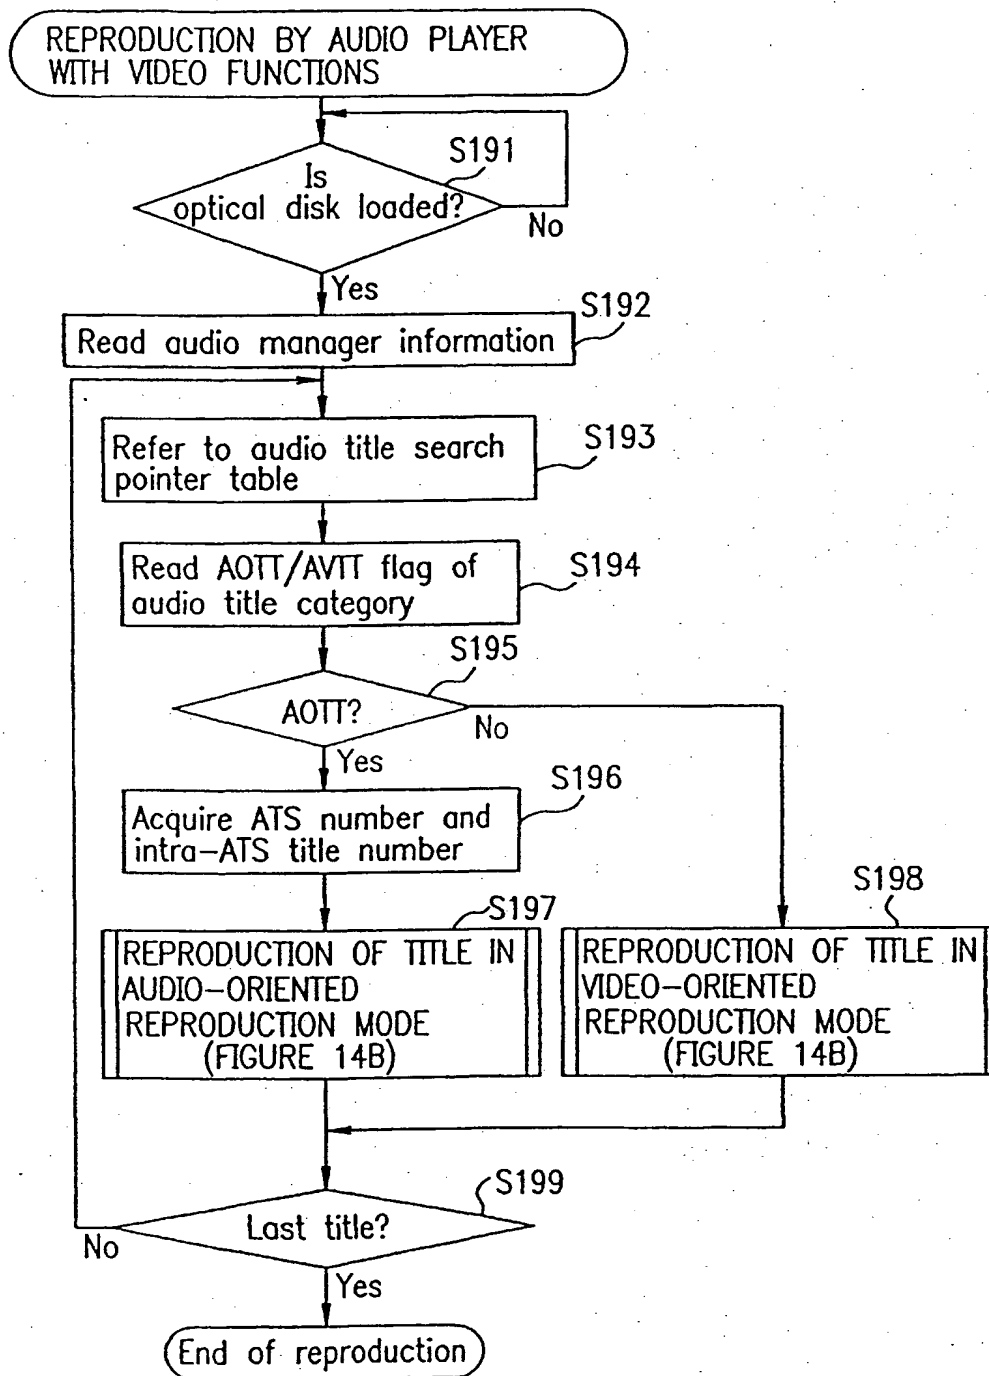 REPRODUCTION BY AUDIO PLAYER
WITH VIDEO FUNCTIONS
S191
Is
optical disk loaded?
No
Yes
S192
Read audio manager information
S193
Refer to audio title search
pointer table
Read AOTT/AVTT flag of
audio title category
S194
S195
AOTT?
No
Yes
S196
Acquire ATS number and
intra-ATS title number
S197
S198
REPRODUCTION OF TITLE IN
AUDIO-ORIENTED
REPRODUCTION MODE
(FIGURE 14B)
REPRODUCTION OF TITLE IN
VIDEO-ORIENTED
REPRODUCTION MODE
(FIGURE 14B)
S199
Last title?
No
Yes
End of reproduction